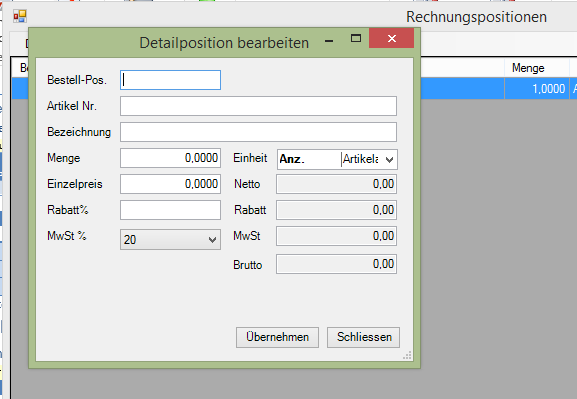 Rechnungspositionen
Detailposition bearbeiten
Menge
1,0000
Bestell-Pos.
Artikel Nr.
Bezeichnung
Menge 0,0000 Einheit Anz. Artikel
Einzelpreis 0,0000 Netto 0,00
Rabatt% Rabatt 0,00
MwSt % 20 MwSt 0,00
Brutto 0,00
Übernehmen Schliessen